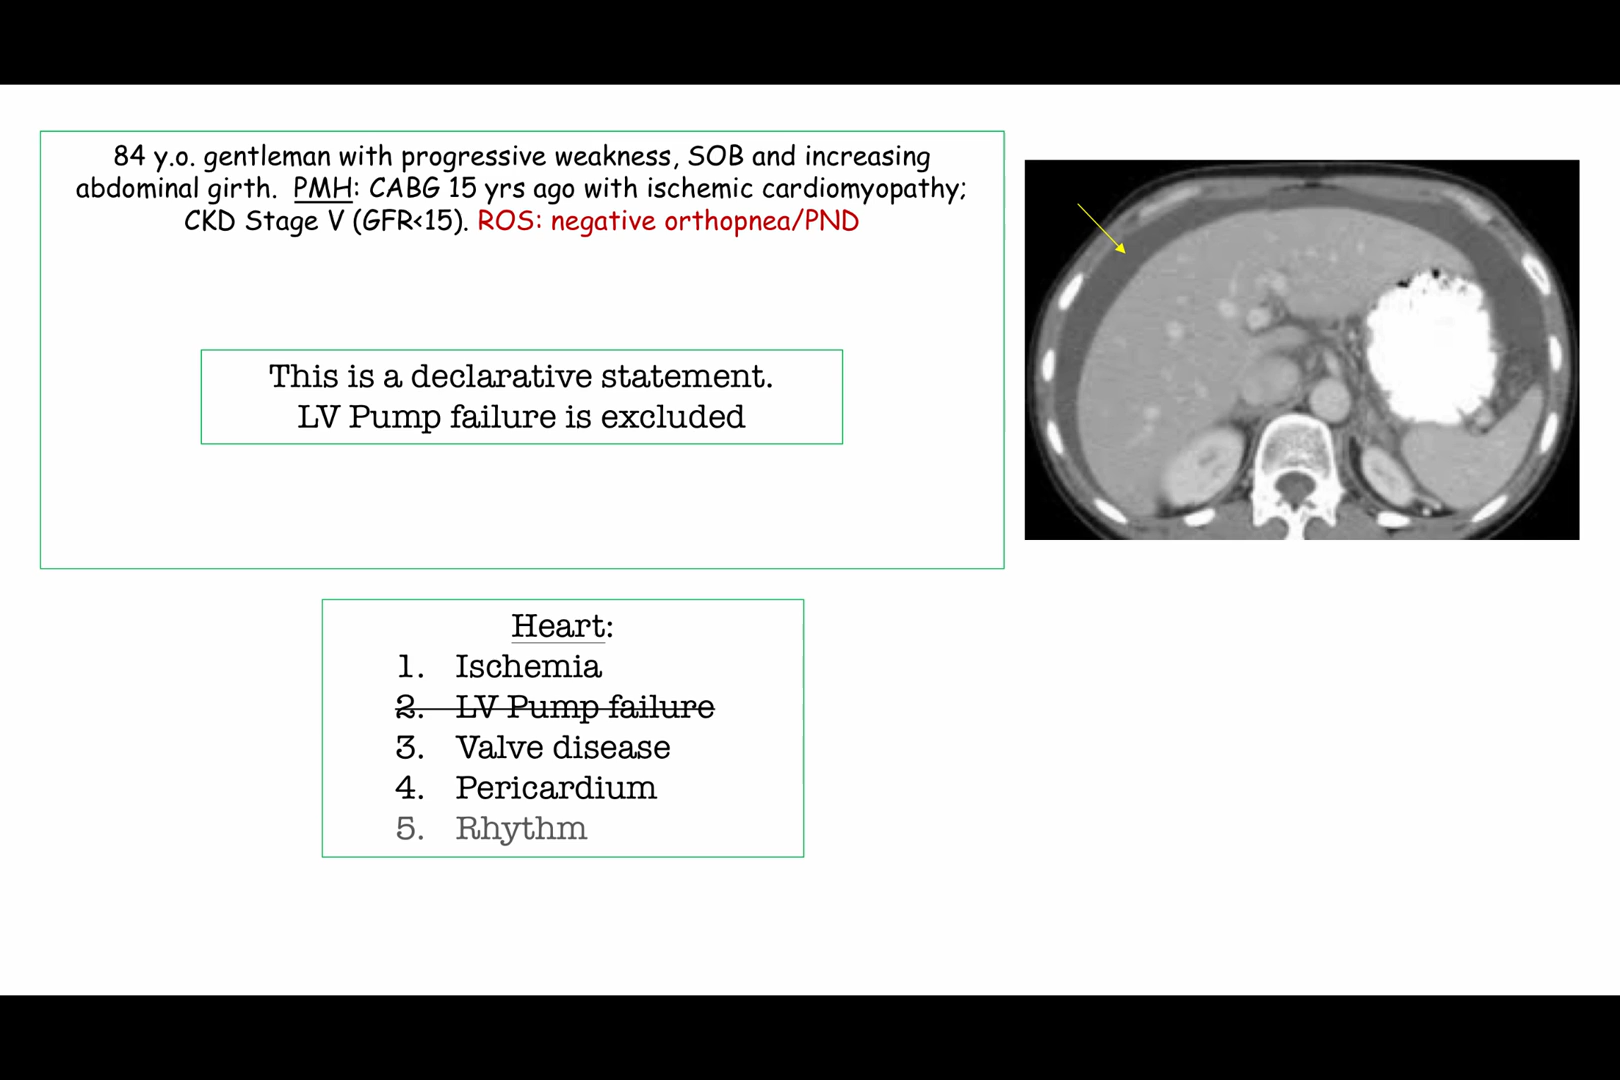 84 y.o. gentleman with progressive weakness, SOB and increasing
abdominal girth. PMH: CABG 15 yrs ago with ischemic cardiomyopathy;
CKD Stage V (GFR<15). ROS: negative orthopnea/PND
This is a declarative statement.
LV Pump failure is excluded
Heart:
1. Ischemia
2. LV Pump failure
3. Valve disease
4. Pericardium
5. Rhythm